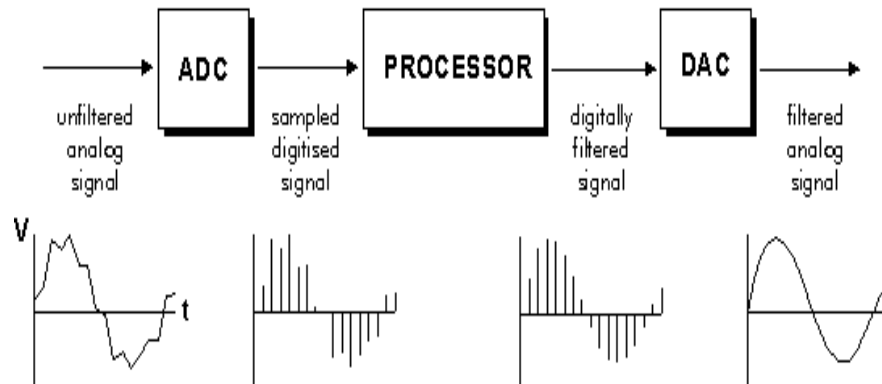 ADC
PROCESSOR
DAC
unfiltered
analog
signal
sampled
digitised
signal
digitally
filtered
signal
filtered
analog
signal
V
t